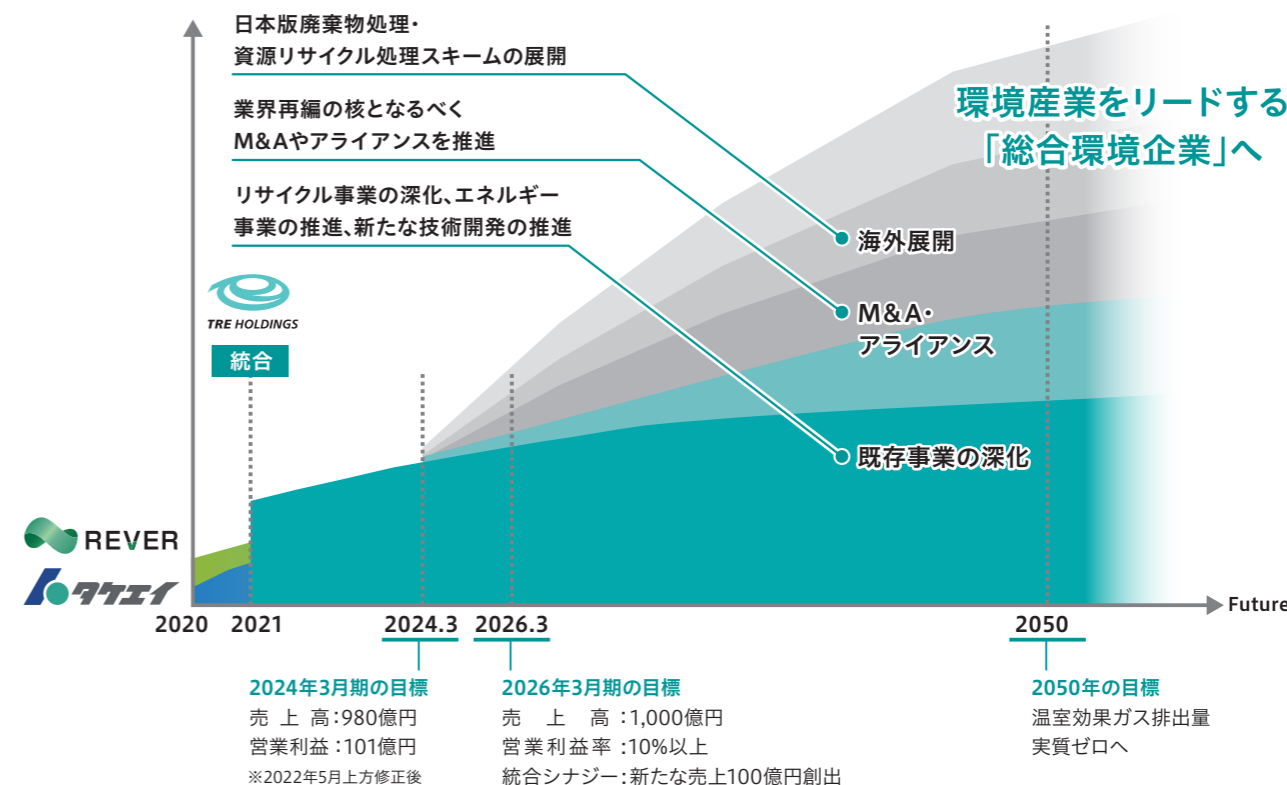 日本版廃棄物処理・
資源リサイクル処理スキームの展開
業界再編の核となるべく
M&Aやアライアンスを推進
リサイクル事業の深化、エネルギー
事業の推進、新たな技術開発の推進
環境産業をリードする
「総合環境企業」へ
TRE HOLDINGS
統合
海外展開
M&A・
アライアンス
既存事業の深化
REVER
タケエイ
2020
2021
2024.3
2026.3
2050
Future
2024年3月期の目標
売上高：980億円
営業利益：101億円
※2022年5月上方修正後
2026年3月期の目標
売上高：1,000億円
営業利益率：10%以上
統合シナジー：新たな売上100億円創出
2050年の目標
温室効果ガス排出量
実質ゼロへ